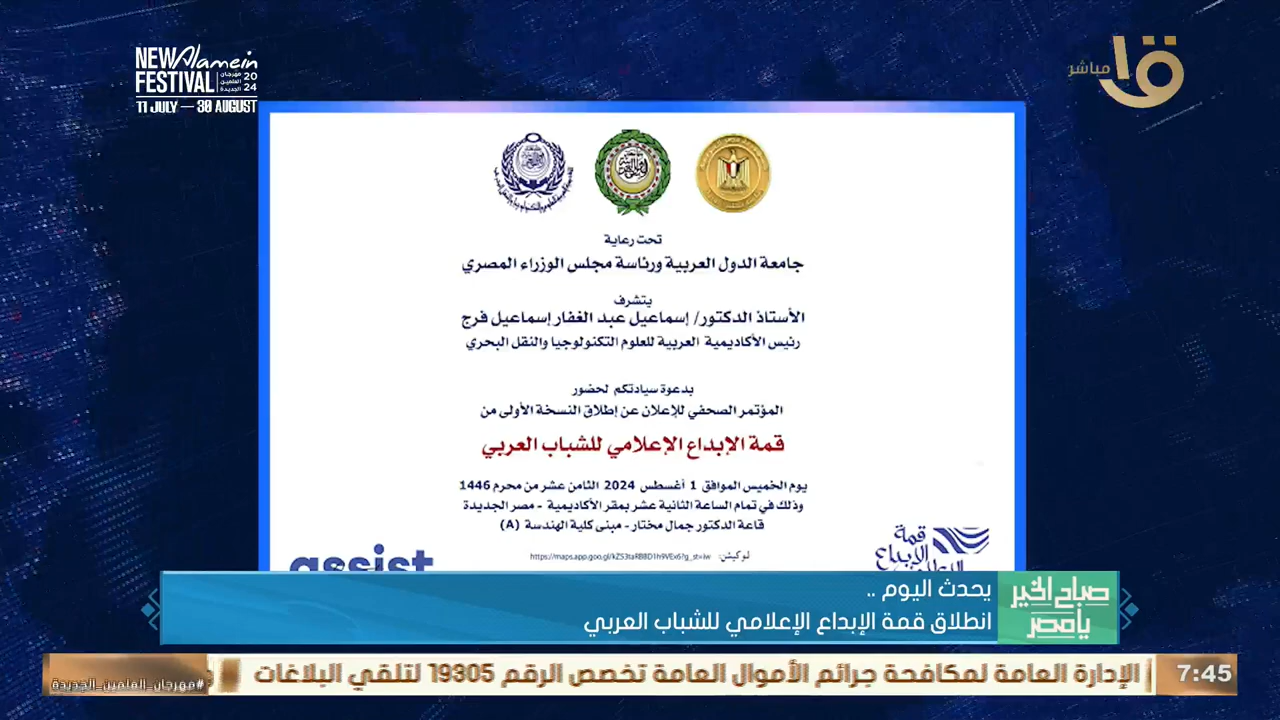 NEW Alamein
FESTIVAL
مهرجان
العلمين
الجديدة
20
24
11 JULY — 30 AUGUST
مباشر
تحت رعاية
جامعة الدول العربية ورئاسة مجلس الوزراء المصري
يتشرف
الأستاذ الدكتور/ إسماعيل عبد الغفار إسماعيل فرج
رئيس الأكاديمية العربية للعلوم التكنولوجيا والنقل البحري
بدعوة سيادتكم لحضور
المؤتمر الصحفي للإعلان عن إطلاق النسخة الأولى من
قمة الإبداع الإعلامي للشباب العربي
يوم الخميس الموافق 1 أغسطس 2024 الثامن عشر من محرم 1446
وذلك في تمام الساعة الثانية عشر بمقر الأكاديمية - مصر الجديدة
قاعة الدكتور جمال مختار - مبنى كلية الهندسة (A)
لوكيشن:
قمة
الإبداع
assist
يحدث اليوم ..
انطلاق قمة الإبداع الإعلامي للشباب العربي
صباح الخير
يا مصر
الإدارة العامة لمكافحة جرائم الأموال العامة تخصص الرقم 19305 لتلقي البلاغات
#مهرجان_العلمين_الجديدة
7:45